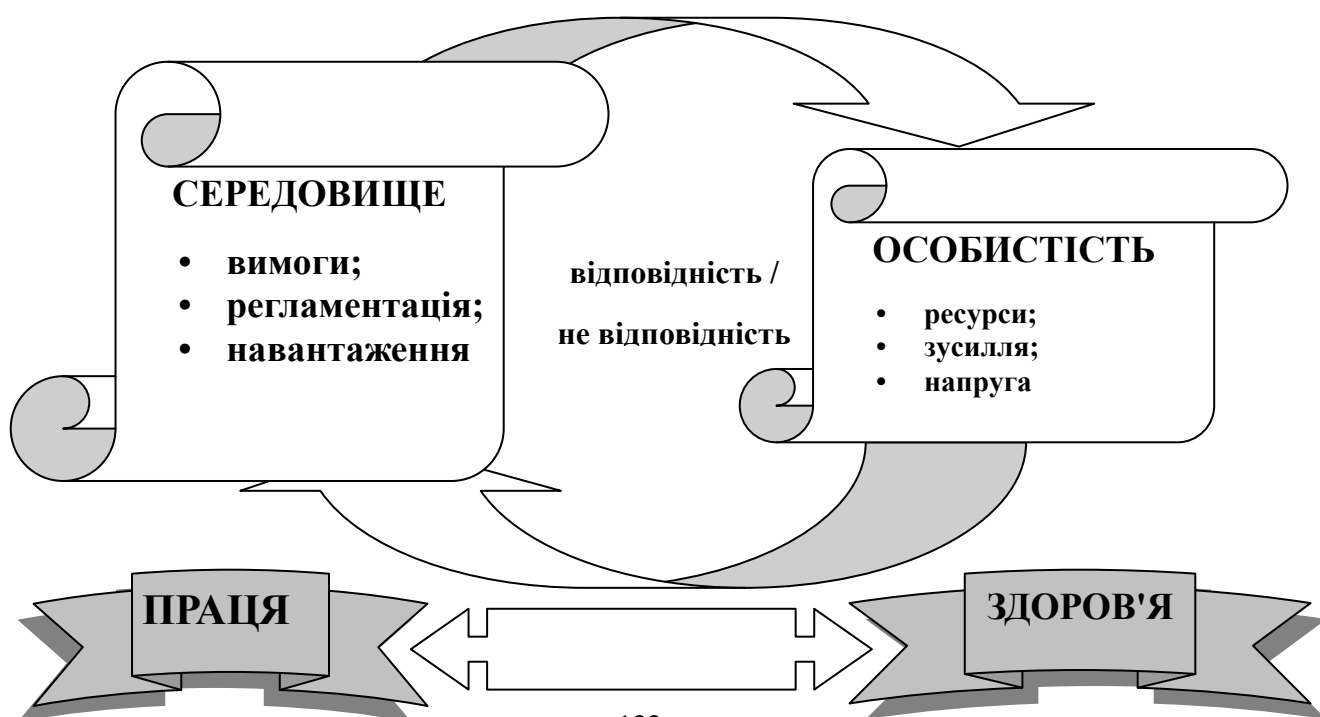 СЕРЕДОВИЩЕ
• вимоги;
• регламентація;
• навантаження
відповідність /
не відповідність
ОСОБИСТІСТЬ
• ресурси;
• зусилля;
• напруга
ПРАЦЯ
ЗДОРОВ'Я